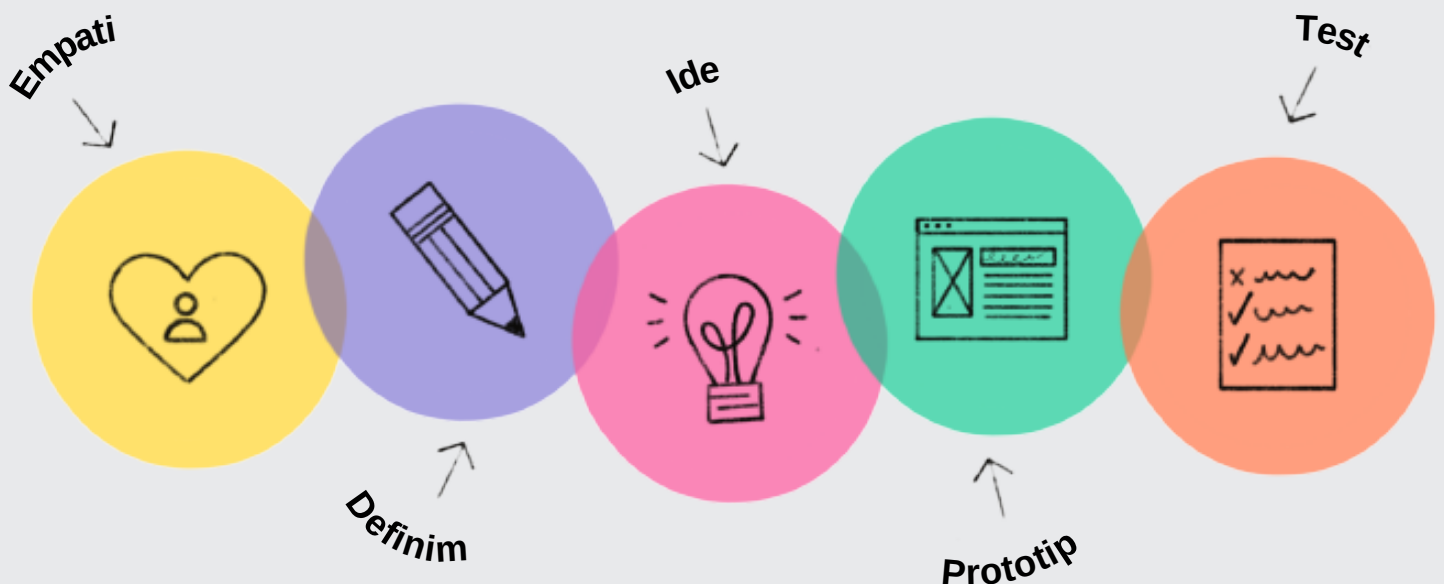 Empati
Definim
Ide
Prototip
Test